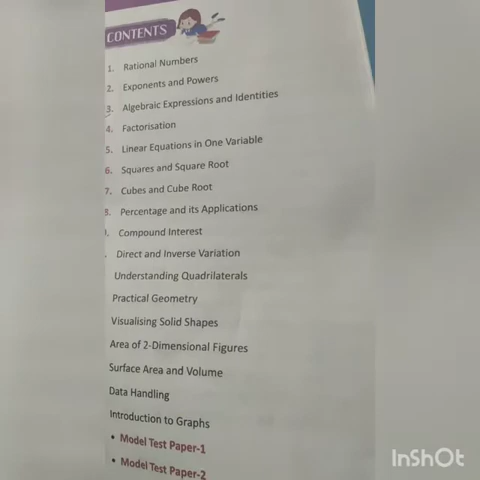 CONTENTS
1. Rational Numbers
2. Exponents and Powers
3. Algebraic Expressions and Identities
4. Factorisation
5. Linear Equations in One Variable
6. Squares and Square Root
7. Cubes and Cube Root
8. Percentage and its Applications
. Compound Interest
. Direct and Inverse Variation
Understanding Quadrilaterals
Practical Geometry
Visualising Solid Shapes
Area of 2-Dimensional Figures
Surface Area and Volume
Data Handling
Introduction to Graphs
• Model Test Paper-1
• Model Test Paper-2
InShOt